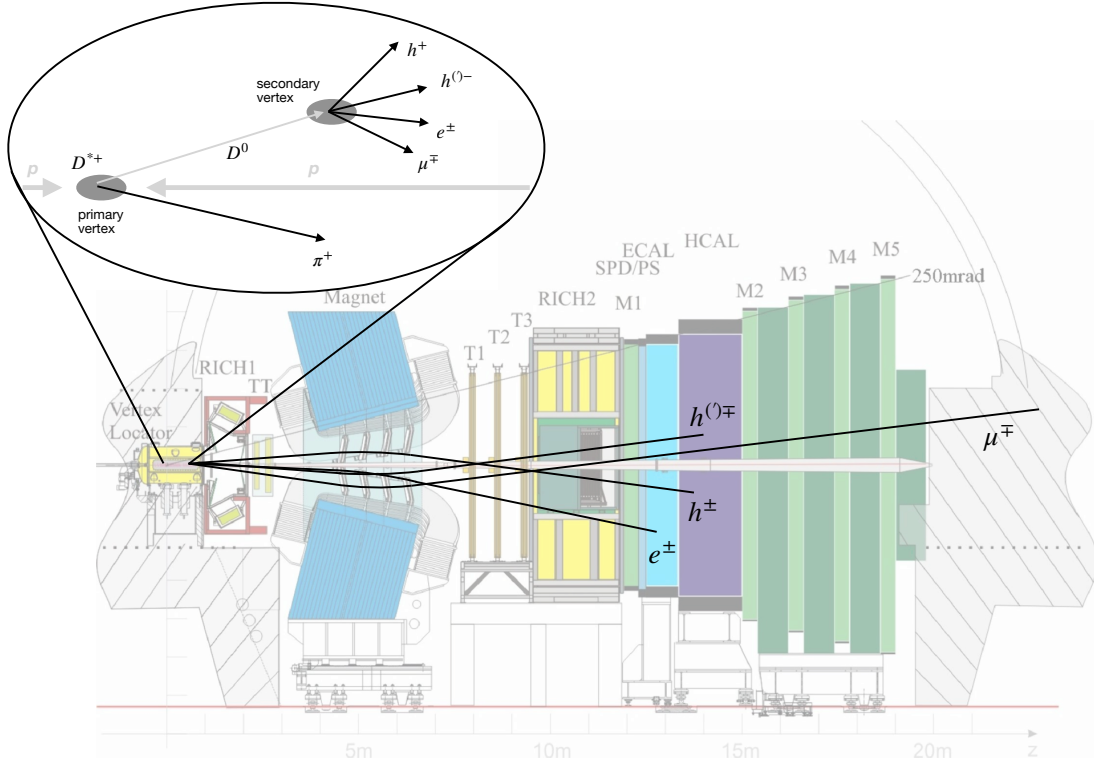 h⁺
secondary
vertex
h⁽′⁾⁻
e±
μ∓
D⁰
D*⁺
p
p
primary
vertex
π⁺
HCAL
ECAL
SPD/PS
M5
M4
M3
M2
M1
250mrad
Magnet
RICH2
T3
T2
T1
RICH1
TT
Vertex
Locator
h⁽′⁾∓
μ∓
h±
e±
5m
10m
15m
20m
z